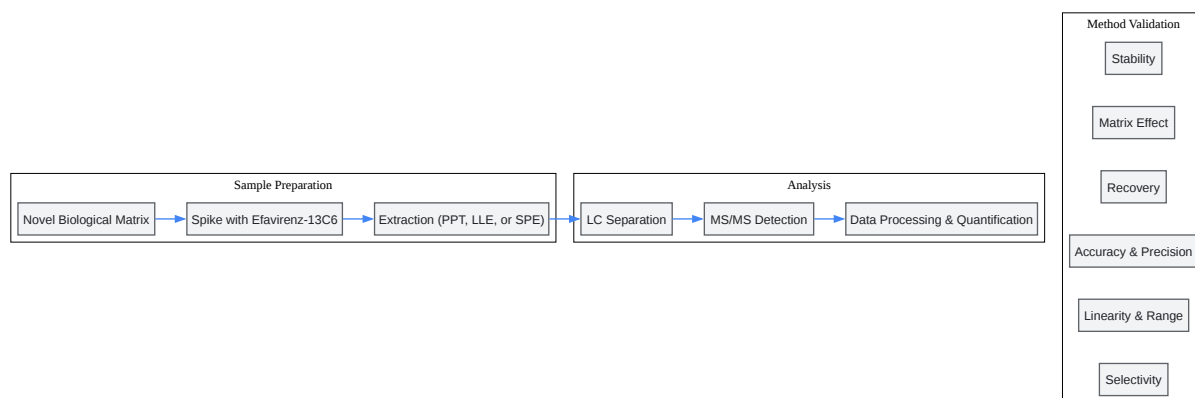 Sample Preparation
Novel Biological Matrix
Spike with Efavirenz-13C6
Extraction (PPT, LLE, or SPE)
Analysis
LC Separation
MS/MS Detection
Data Processing & Quantification
Method Validation
Stability
Matrix Effect
Recovery
Accuracy & Precision
Linearity & Range
Selectivity